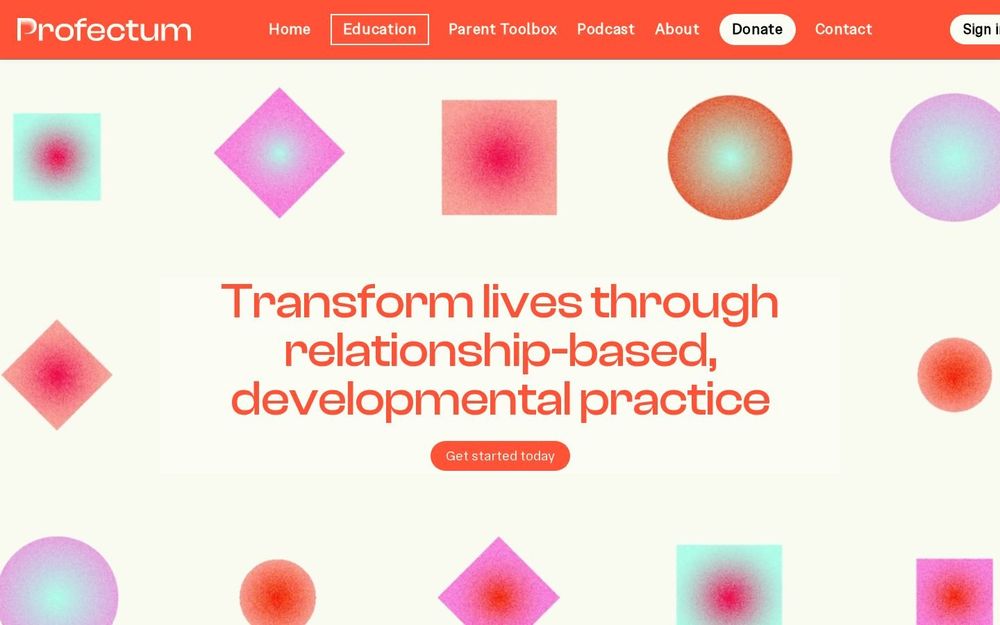 Profectum
Home Education Parent Toolbox Podcast About Donate Contact Sign i
Transform lives through
relationship-based,
developmental practice
Get started today